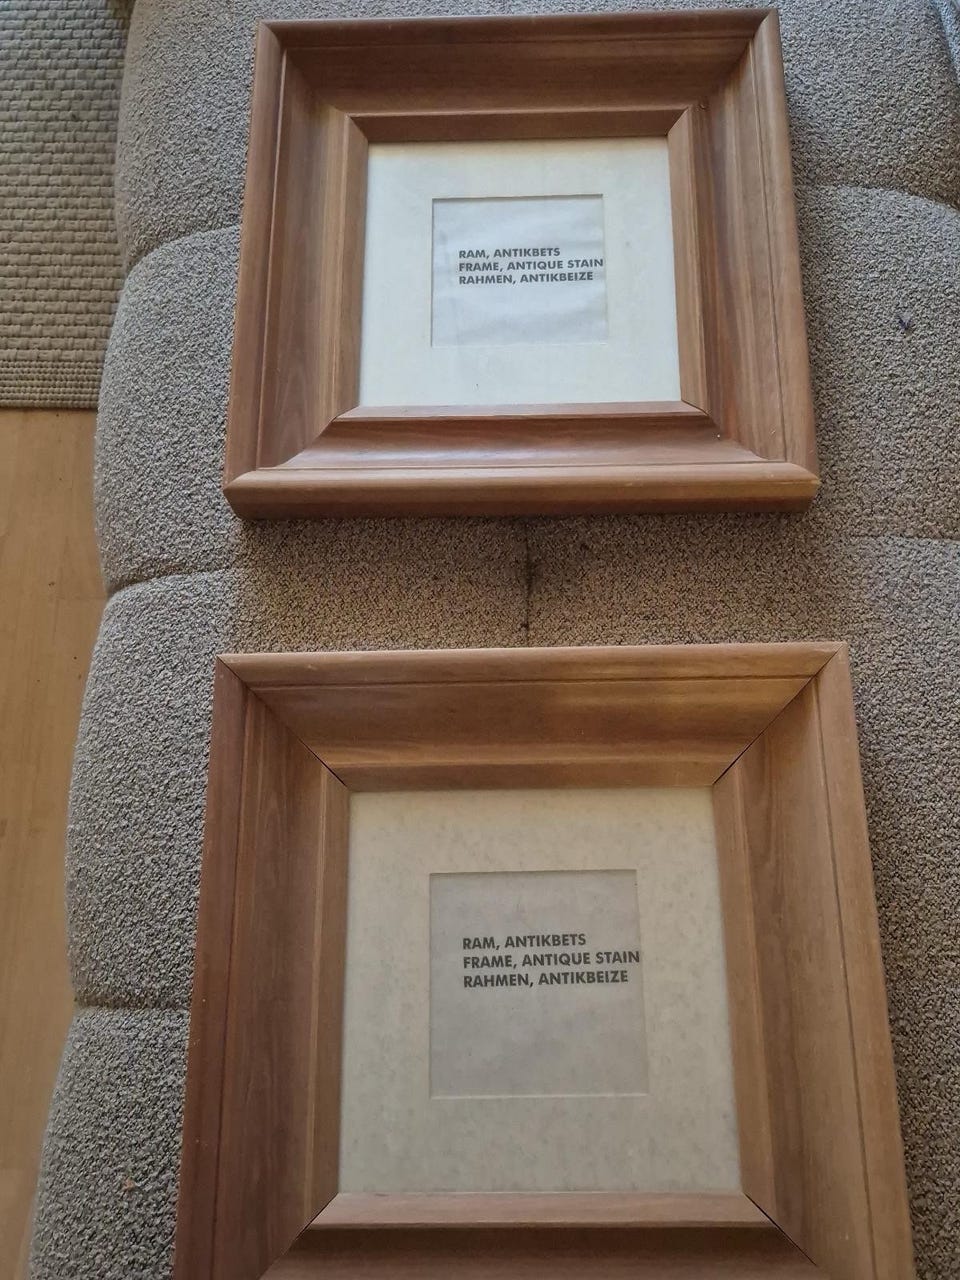 RAM, ANTIKBETS
FRAME, ANTIQUE STAIN
RAHMEN, ANTIKBEIZE
RAM, ANTIKBETS
FRAME, ANTIQUE STAIN
RAHMEN, ANTIKBEIZE